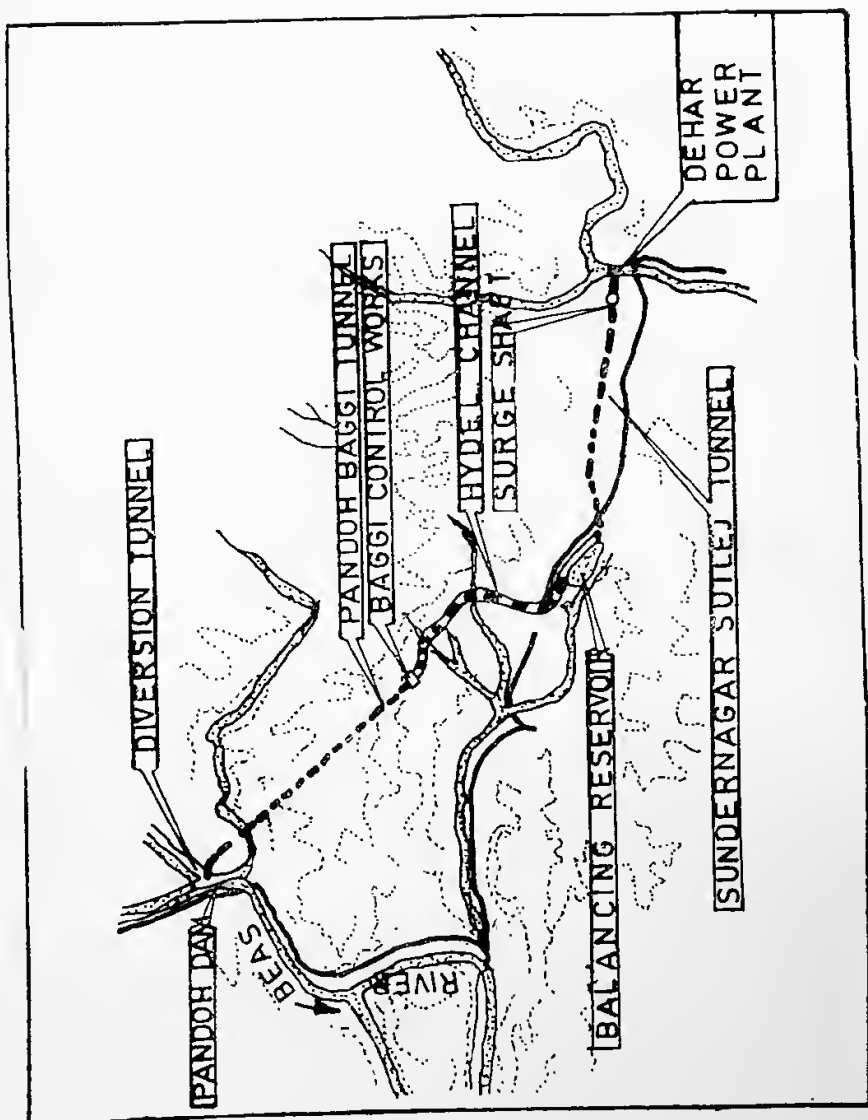 DIVERSION TUNNEL
PANDOH DAM
BEAS
RIVER
PANDOH BAGGI TUNNEL
BAGGI CONTROL WORKS
HYDEL CHANNEL
SURGE SHAFT
BALANCING RESERVOIR
SUNDERNAGAR SUTLEJ TUNNEL
DEHAR
POWER
PLANT